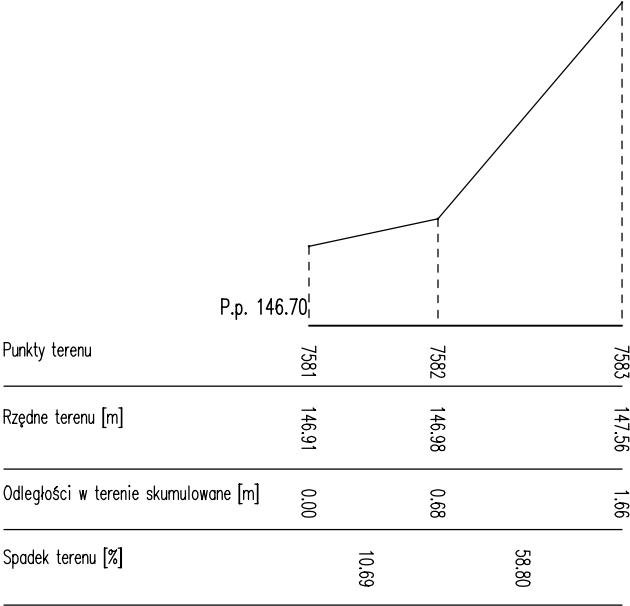 P.p. 146.70
Punkty terenu 7581 7582 7583
Rzędne terenu [m] 146.91 146.98 147.56
Odległości w terenie skumulowane [m] 0.00 0.68 1.66
Spadek terenu [%] 10.69 58.80